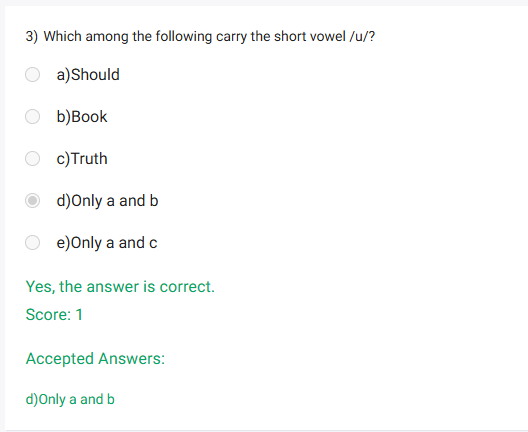 3) Which among the following carry the short vowel /u/?
a)Should
b)Book
c)Truth
d)Only a and b
e)Only a and c
Yes, the answer is correct.
Score: 1
Accepted Answers:
d)Only a and b